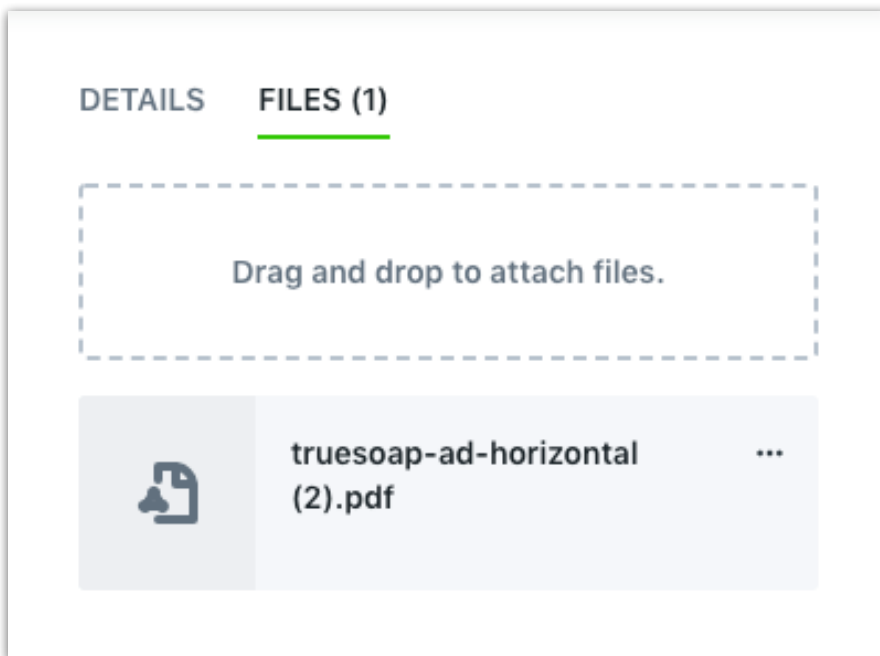 DETAILS FILES (1)
Drag and drop to attach files.
truesoap-ad-horizontal
(2).pdf